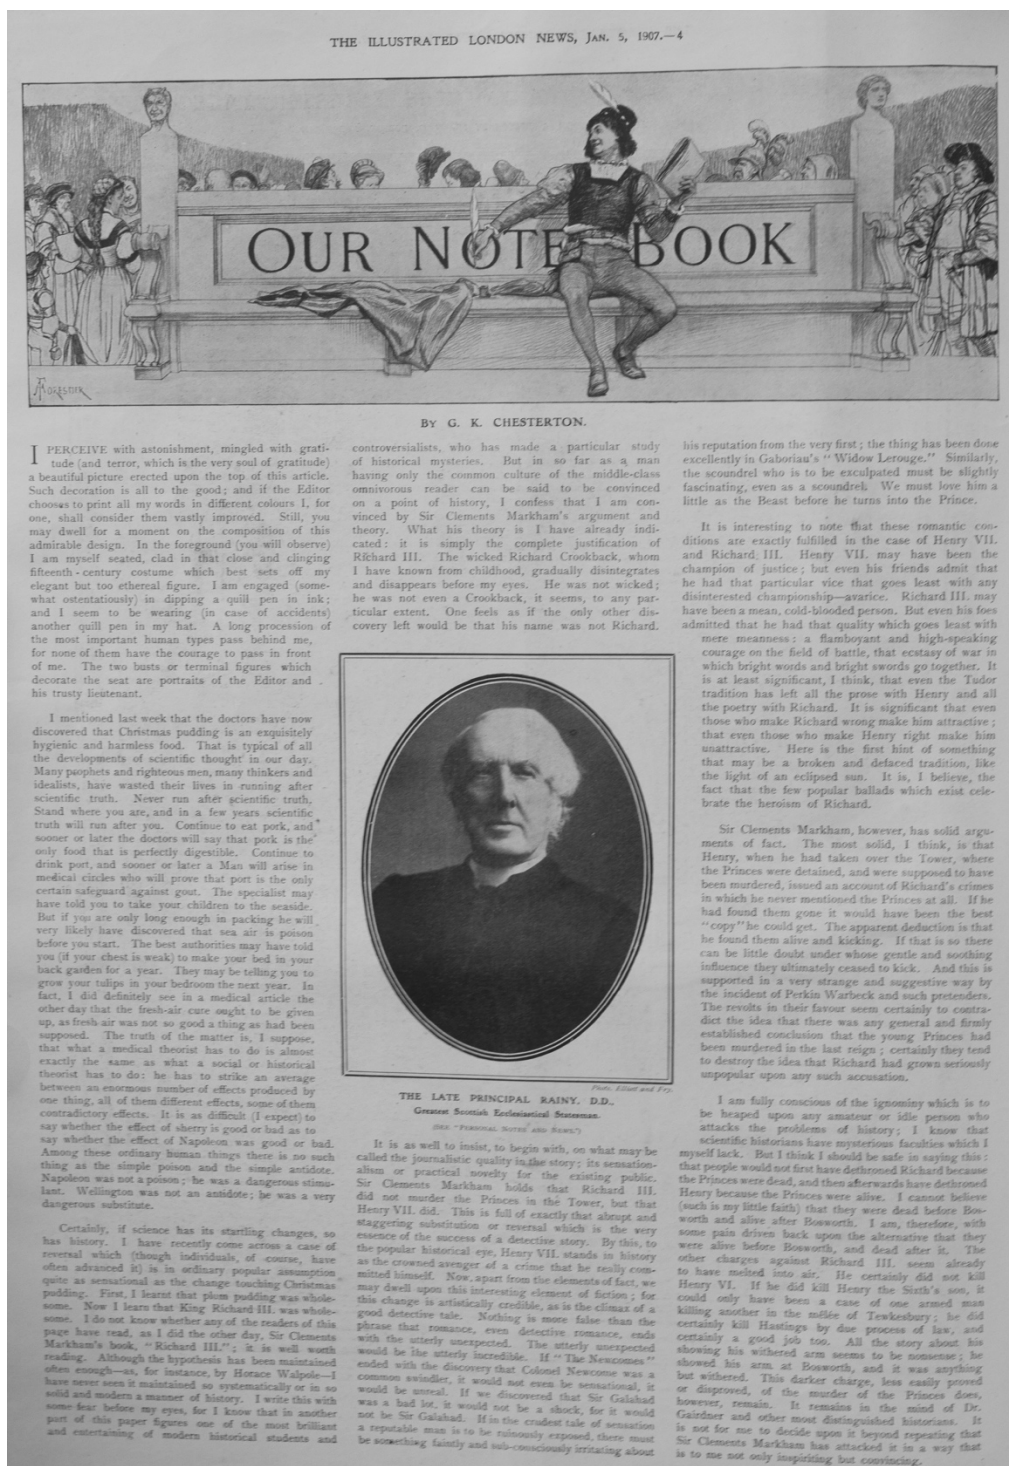 THE ILLUSTRATED LONDON NEWS, JAN. 5, 1907.—4
OUR NOTE BOOK
A FORESTIER
BY G. K. CHESTERTON.
I PERCEIVE with astonishment, mingled with grati-
tude (and terror, which is the very soul of gratitude)
a beautiful picture erected upon the top of this article.
Such decoration is all to the good; and if the Editor
chooses to print all my words in different colours I, for
one, shall consider them vastly improved. Still, you
may dwell for a moment on the composition of this
admirable design. In the foreground (you will observe)
I am myself seated, clad in that close and clinging
fifteenth-century costume which best sets off my
elegant but too ethereal figure. I am engaged (some-
what ostentatiously) in dipping a quill pen in ink;
and I seem to be wearing (in case of accidents)
another quill pen in my hat. A long procession of
the most important human types pass behind me,
for none of them have the courage to pass in front
of me. The two busts or terminal figures which
decorate the seat are portraits of the Editor and
his trusty lieutenant.
I mentioned last week that the doctors have now
discovered that Christmas pudding is an exquisitely
hygienic and harmless food. That is typical of all
the developments of scientific thought in our day.
Many prophets and righteous men, many thinkers and
idealists, have wasted their lives in running after
scientific truth. Never run after scientific truth.
Stand where you are, and in a few years scientific
truth will run after you. Continue to eat pork, and
sooner or later the doctors will say that pork is the
only food that is perfectly digestible. Continue to
drink port, and sooner or later a Man will arise in
medical circles who will prove that port is the only
certain safeguard against gout. The specialist may
have told you to take your children to the seaside.
But if you are only long enough in packing he will
very likely have discovered that sea air is poison
before you start. The best authorities may have told
you (if your chest is weak) to make your bed in your
back garden for a year. They may be telling you to
grow your tulips in your bedroom the next year. In
fact, I did definitely see in a medical article the
other day that the fresh-air cure ought to be given
up, as fresh air was not so good a thing as had been
supposed. The truth of the matter is, I suppose,
that what a medical theorist has to do is almost
exactly the same as what a social or historical
theorist has to do: he has to strike an average
between an enormous number of effects produced by
one thing, all of them different effects, some of them
contradictory effects. It is as difficult (I expect) to
say whether the effect of sherry is good or bad as to
say whether the effect of Napoleon was good or bad.
Among these ordinary human things there is no such
thing as the simple poison and the simple antidote.
Napoleon was not a poison; he was a dangerous stimu-
lant. Wellington was not an antidote; he was a very
dangerous substitute.
Certainly, if science has its startling changes, so
has history. I have recently come across a case of
reversal which (though individuals, of course, have
often advanced it) is in ordinary popular assumption
quite as sensational as the change touching Christmas
pudding. First, I learnt that plum pudding was whole-
some. Now I learn that King Richard III. was whole-
some. I do not know whether any of the readers of this
page have read, as I did the other day, Sir Clements
Markham's book, "Richard III."; it is well worth
reading. Although the hypothesis has been maintained
often enough—as, for instance, by Horace Walpole—I
have never seen it maintained so systematically or in so
solid and modern a manner of history. I write this with
some fear before my eyes, for I know that in another
part of this paper figures one of the most brilliant
and entertaining of modern historical students and
controversialists, who has made a particular study
of historical mysteries. But in so far as a man
having only the common culture of the middle-class
omnivorous reader can be said to be convinced
on a point of history, I confess that I am con-
vinced by Sir Clements Markham's argument and
theory. What his theory is I have already indi-
cated: it is simply the complete justification of
Richard III. The wicked Richard Crookback, whom
I have known from childhood, gradually disintegrates
and disappears before my eyes. He was not wicked;
he was not even a Crookback, it seems, to any par-
ticular extent. One feels as if the only other dis-
covery left would be that his name was not Richard.
Photo. Elliott and Fry.
THE LATE PRINCIPAL RAINY, D.D.,
Greatest Scottish Ecclesiastical Statesman.
(SEE "PERSONAL NOTES AND NEWS.")
It is as well to insist, to begin with, on what may be
called the journalistic quality in the story; its sensation-
alism or practical novelty for the existing public.
Sir Clements Markham holds that Richard III.
did not murder the Princes in the Tower, but that
Henry VII. did. This is full of exactly that abrupt and
staggering substitution or reversal which is the very
essence of the success of a detective story. By this, to
the popular historical eye, Henry VII. stands in history
as the crowned avenger of a crime that he really com-
mitted himself. Now, apart from the elements of fact, we
may dwell upon this interesting element of fiction; for
this change is artistically credible, as is the climax of a
good detective tale. Nothing is more false than the
phrase that romance, even detective romance, ends
with the utterly unexpected. The utterly unexpected
would be the utterly incredible. If "The Newcomes"
ended with the discovery that Colonel Newcome was a
common swindler, it would not even be sensational, it
would be unreal. If we discovered that Sir Galahad
was a bad lot, it would not be a shock, for it would
not be Sir Galahad. If in the crudest tale of sensation
a reputable man is to be ruinously exposed, there must
be something faintly and sub-consciously irritating about
his reputation from the very first; the thing has been done
excellently in Gaboriau's "Widow Lerouge." Similarly,
the scoundrel who is to be exculpated must be slightly
fascinating, even as a scoundrel. We must love him a
little as the Beast before he turns into the Prince.
It is interesting to note that these romantic con-
ditions are exactly fulfilled in the case of Henry VII.
and Richard III. Henry VII. may have been the
champion of justice; but even his friends admit that
he had that particular vice that goes least with any
disinterested championship—avarice. Richard III. may
have been a mean, cold-blooded person. But even his foes
admitted that he had that quality which goes least with
mere meanness: a flamboyant and high-speaking
courage on the field of battle, that ecstasy of war in
which bright words and bright swords go together. It
is at least significant, I think, that even the Tudor
tradition has left all the prose with Henry and all
the poetry with Richard. It is significant that even
those who make Richard wrong make him attractive;
that even those who make Henry right make him
unattractive. Here is the first hint of something
that may be a broken and defaced tradition, like
the light of an eclipsed sun. It is, I believe, the
fact that the few popular ballads which exist cele-
brate the heroism of Richard.
Sir Clements Markham, however, has solid argu-
ments of fact. The most solid, I think, is that
Henry, when he had taken over the Tower, where
the Princes were detained, and were supposed to have
been murdered, issued an account of Richard's crimes
in which he never mentioned the Princes at all. If he
had found them gone it would have been the best
"copy" he could get. The apparent deduction is that
he found them alive and kicking. If that is so there
can be little doubt under whose gentle and soothing
influence they ultimately ceased to kick. And this is
supported in a very strange and suggestive way by
the incident of Perkin Warbeck and such pretenders.
The revolts in their favour seem certainly to contra-
dict the idea that there was any general and firmly
established conclusion that the young Princes had
been murdered in the last reign; certainly they tend
to destroy the idea that Richard had grown seriously
unpopular upon any such accusation.
I am fully conscious of the ignominy which is to
be heaped upon any amateur or idle person who
attacks the problems of history; I know that
scientific historians have mysterious faculties which I
myself lack. But I think I should be safe in saying this:
that people would not first have dethroned Richard because
the Princes were dead, and then afterwards have dethroned
Henry because the Princes were alive. I cannot believe
(such is my little faith) that they were dead before Bos-
worth and alive after Bosworth. I am, therefore, with
some pain driven back upon the alternative that they
were alive before Bosworth, and dead after it. The
other charges against Richard III. seem already
to have melted into air. He certainly did not kill
Henry VI. If he did kill Henry the Sixth's son, it
could only have been a case of one armed man
killing another in the mêlée of Tewkesbury; he did
certainly kill Hastings by due process of law, and
certainly a good job too. All the story about his
showing his withered arm seems to be nonsense; he
showed his arm at Bosworth, and it was anything
but withered. This darker charge, less easily proved
or disproved, of the murder of the Princes does,
however, remain. It remains in the mind of Dr.
Gairdner and other most distinguished historians. It
is not for me to decide upon it beyond repeating that
Sir Clements Markham has attacked it in a way that
is to me not only inspiriting but convincing.